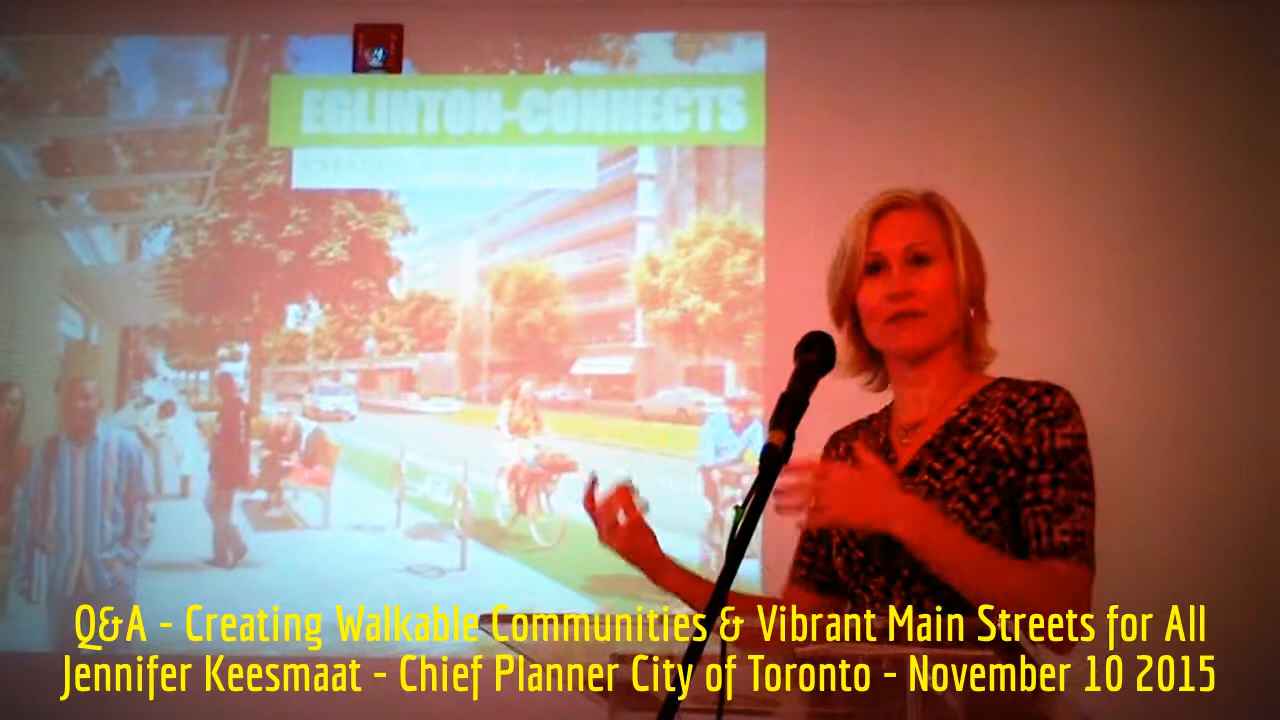 EGLINTON-CONNECTS
Q&A - Creating Walkable Communities & Vibrant Main Streets for All
Jennifer Keesmaat - Chief Planner City of Toronto - November 10 2015